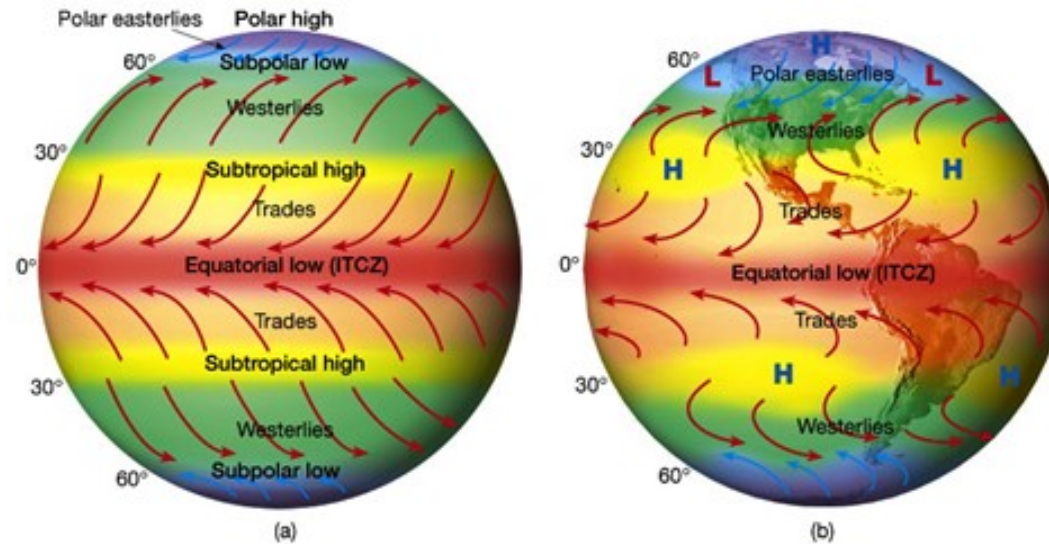 Polar easterlies
Polar high
60°
Subpolar low
Westerlies
30°
Subtropical high
Trades
0°
Equatorial low (ITCZ)
Trades
Subtropical high
30°
Westerlies
Subpolar low
60°
(a)
60°
H
L
Polar easterlies
L
Westerlies
30°
H
H
Trades
0°
Equatorial low (ITCZ)
Trades
H
H
30°
Westerlies
60°
(b)